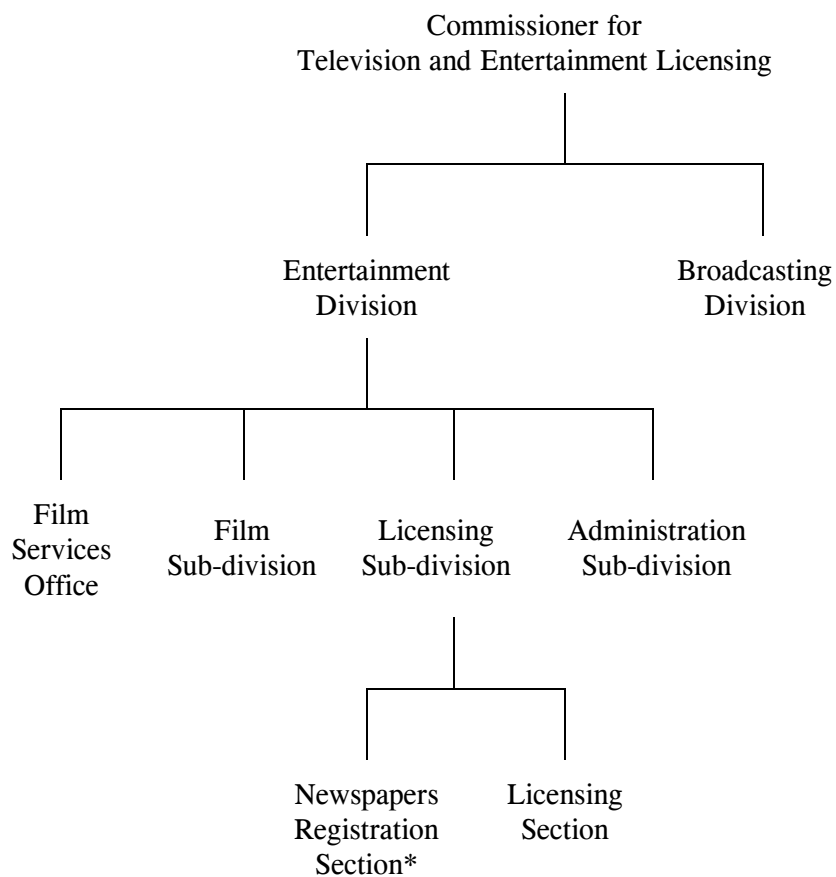 Commissioner for
Television and Entertainment Licensing
Entertainment
Division
Broadcasting
Division
Film
Services
Office
Film
Sub-division
Licensing
Sub-division
Administration
Sub-division
Newspapers
Registration
Section*
Licensing
Section